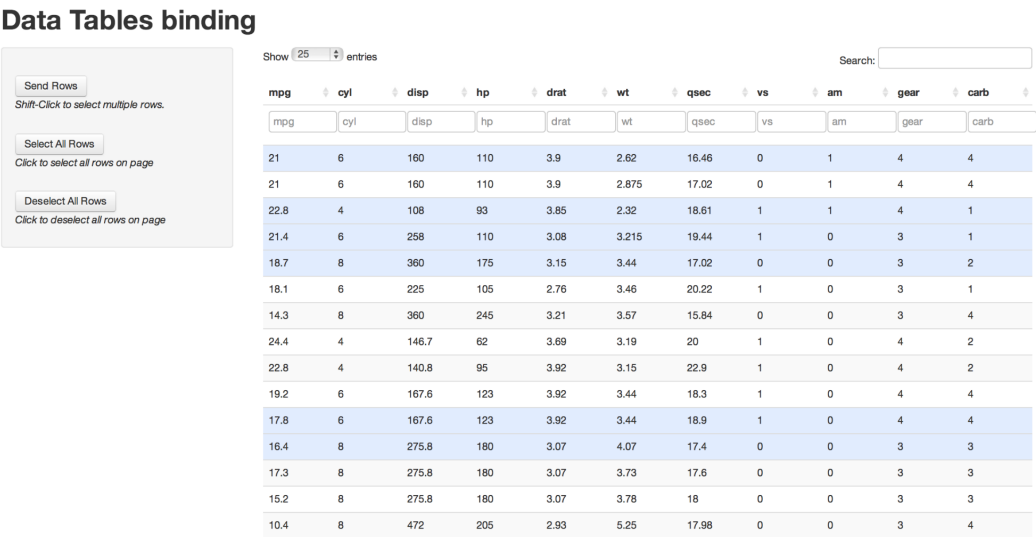 Data Tables binding
Send Rows
Shift-Click to select multiple rows.
Select All Rows
Click to select all rows on page
Deselect All Rows
Click to deselect all rows on page
Show 25 entries
Search:
mpg cyl disp hp drat wt qsec vs am gear carb
mpg cyl disp hp drat wt qsec vs am gear carb
21 6 160 110 3.9 2.62 16.46 0 1 4 4
21 6 160 110 3.9 2.875 17.02 0 1 4 4
22.8 4 108 93 3.85 2.32 18.61 1 1 4 1
21.4 6 258 110 3.08 3.215 19.44 1 0 3 1
18.7 8 360 175 3.15 3.44 17.02 0 0 3 2
18.1 6 225 105 2.76 3.46 20.22 1 0 3 1
14.3 8 360 245 3.21 3.57 15.84 0 0 3 4
24.4 4 146.7 62 3.69 3.19 20 1 0 4 2
22.8 4 140.8 95 3.92 3.15 22.9 1 0 4 2
19.2 6 167.6 123 3.92 3.44 18.3 1 0 4 4
17.8 6 167.6 123 3.92 3.44 18.9 1 0 4 4
16.4 8 275.8 180 3.07 4.07 17.4 0 0 3 3
17.3 8 275.8 180 3.07 3.73 17.6 0 0 3 3
15.2 8 275.8 180 3.07 3.78 18 0 0 3 3
10.4 8 472 205 2.93 5.25 17.98 0 0 3 4